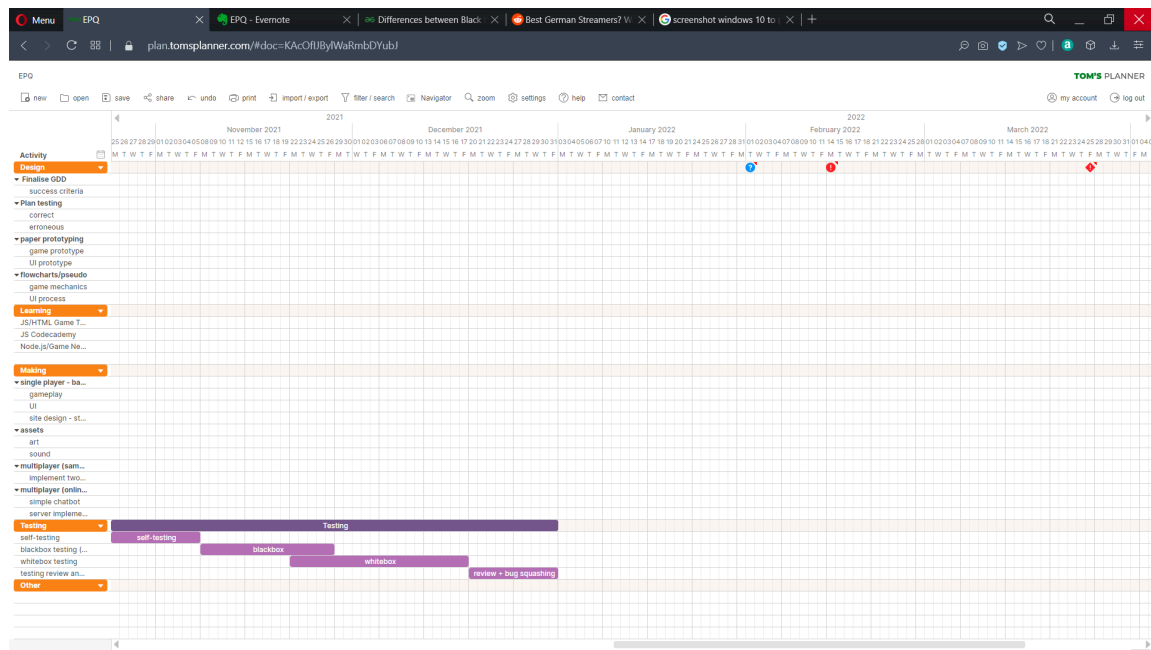 Menu EPQ EPQ - Evernote Differences between Black Best German Streamers? W screenshot windows 10 to
plan.tomsplanner.com/#doc=KAcOfIJBylWaRmbDYubJ
EPQ TOM'S PLANNER
new open save share undo print import / export filter / search Navigator zoom settings help contact my account log out
2021 2022
November 2021 December 2021 January 2022 February 2022 March 2022
Activity
Design
Finalise GDD
success criteria
Plan testing
correct
erroneous
paper prototyping
game prototype
UI prototype
flowcharts/pseudo
game mechanics
UI process
Learning
JS/HTML Game T...
JS Codecademy
Node.js/Game Ne...
Making
single player - ba...
gameplay
UI
site design - st...
assets
art
sound
multiplayer (sam...
implement two...
multiplayer (onlin...
simple chatbot
server impleme...
Testing Testing
self-testing self-testing
blackbox testing (... blackbox
whitebox testing whitebox
testing review an... review + bug squashing
Other